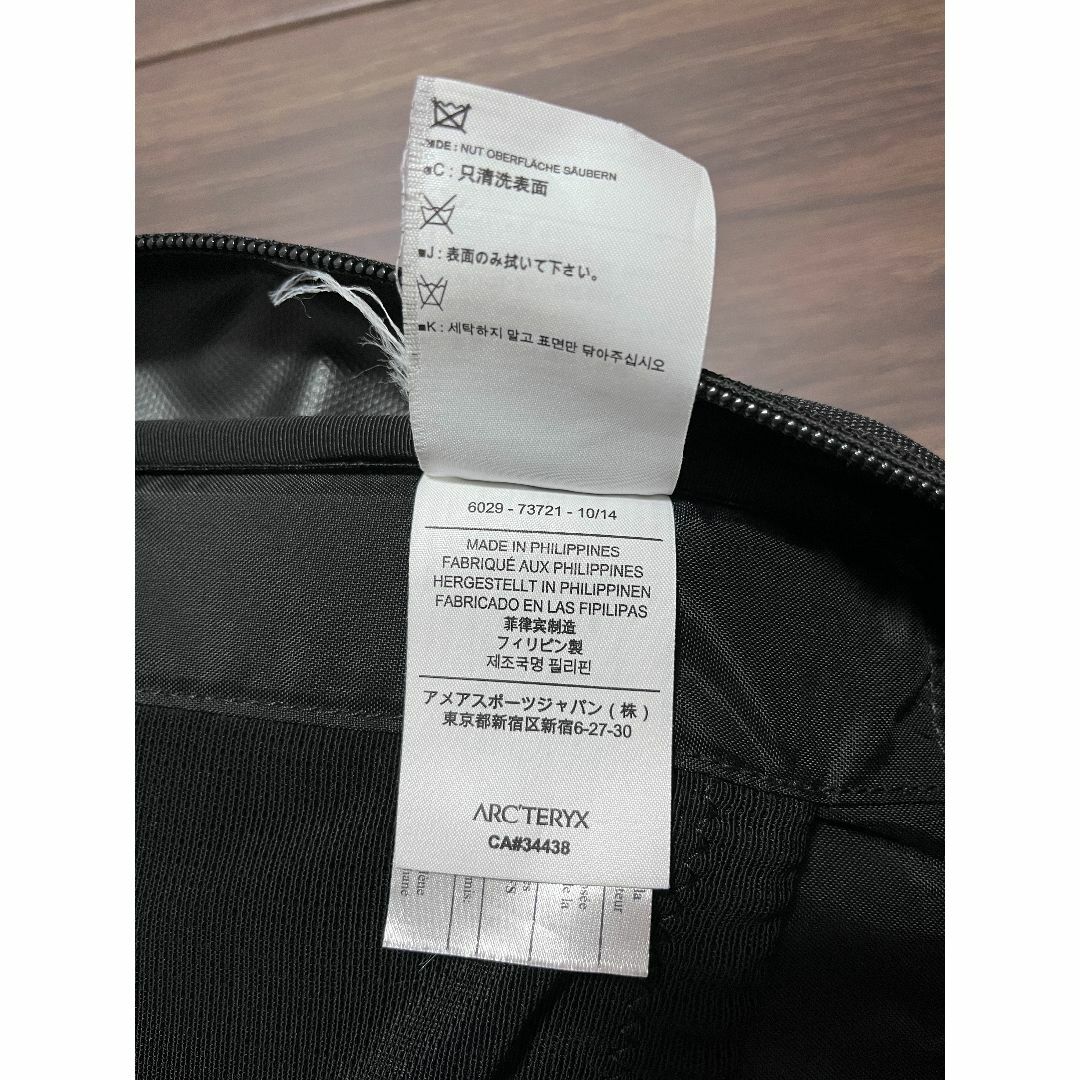 ■DE : NUT OBERFLÄCHE SÄUBERN
■C : 只清洗表面
■J : 表面のみ拭いて下さい。
■K : 세탁하지 말고 표면만 닦아주십시오
6029 - 73721 - 10/14
MADE IN PHILIPPINES
FABRIQUÉ AUX PHILIPPINES
HERGESTELLT IN PHILIPPINEN
FABRICADO EN LAS FIPILIPAS
菲律宾制造
フィリピン製
제조국명 필리핀
アメアスポーツジャパン ( 株 )
東京都新宿区新宿6-27-30
ARC'TERYX
CA#34438